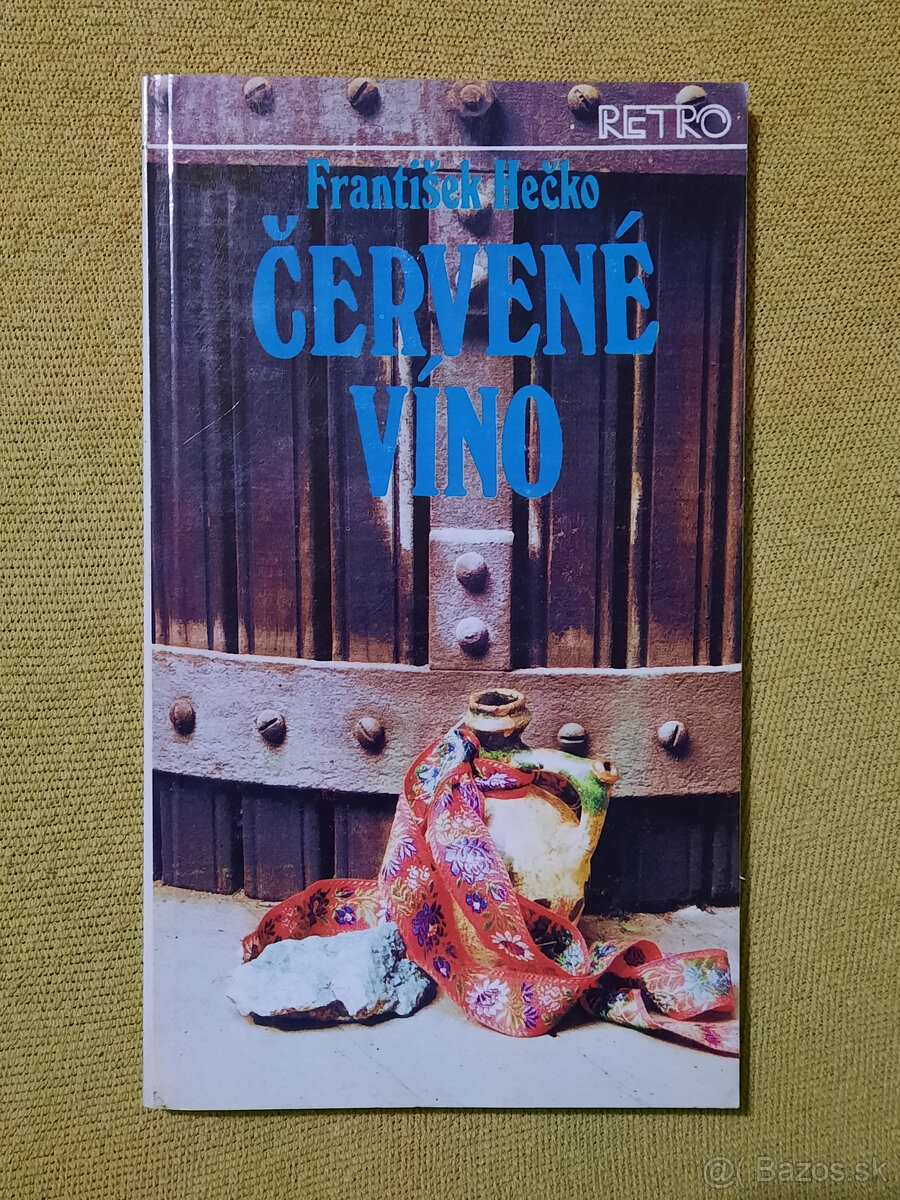 RETRO
František Hečko
ČERVENÉ
VÍNO
@( Bazos.sk